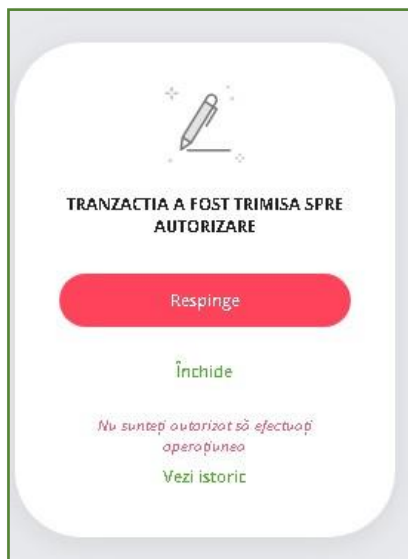 TRANZACTIA A FOST TRIMISA SPRE
AUTORIZARE
Respinge
Închide
Nu sunteți autorizat să efectuați
operațiunea
Vezi istoric